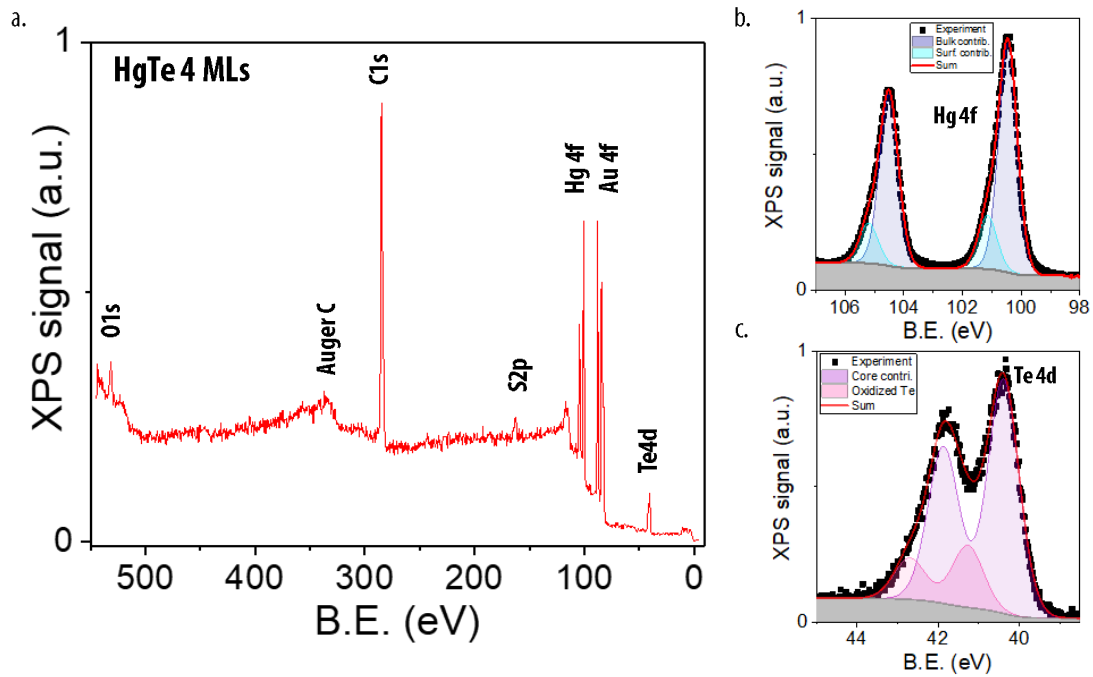 a.
HgTe 4 MLs
C1s
Hg 4f
Au 4f
O1s
Auger C
S2p
Te4d
XPS signal (a.u.)
1
0
500
400
300
200
100
0
B.E. (eV)
b.
Experiment
Bulk contrib.
Surf. contrib.
Sum
Hg 4f
XPS signal (a.u.)
1
0
106
104
102
100
98
B.E. (eV)
c.
Experiment
Core contri.
Oxidized Te
Sum
Te 4d
XPS signal (a.u.)
1
0
44
42
40
B.E. (eV)